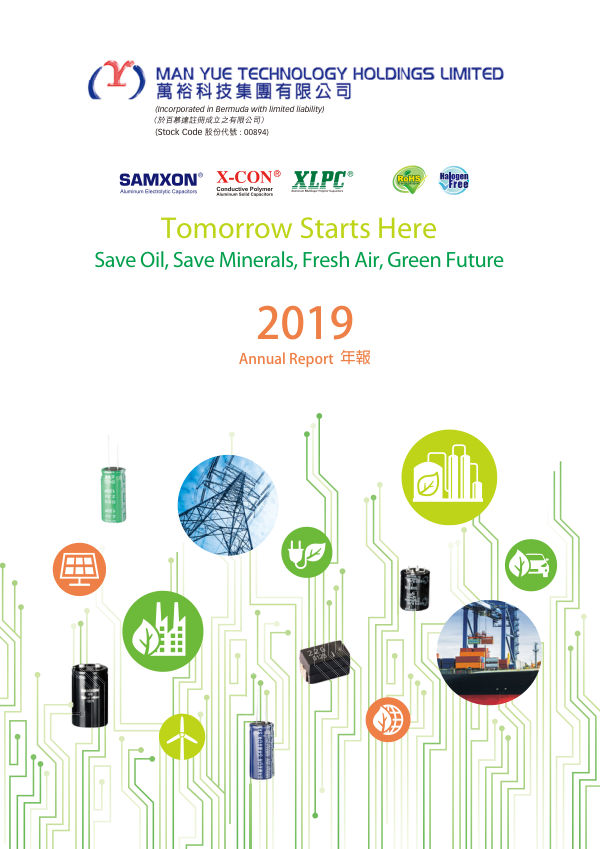 MAN YUE TECHNOLOGY HOLDINGS LIMITED
萬裕科技集團有限公司
(Incorporated in Bermuda with limited liability)
(於百慕達註冊成立之有限公司)
(Stock Code 股份代號 : 00894)
SAMXON®
Aluminum Electrolytic Capacitors
X-CON®
Conductive Polymer
Aluminum Solid Capacitors
XLPC®
RoHS
Halogen
Free
Tomorrow Starts Here
Save Oil, Save Minerals, Fresh Air, Green Future
2019
Annual Report 年報
220